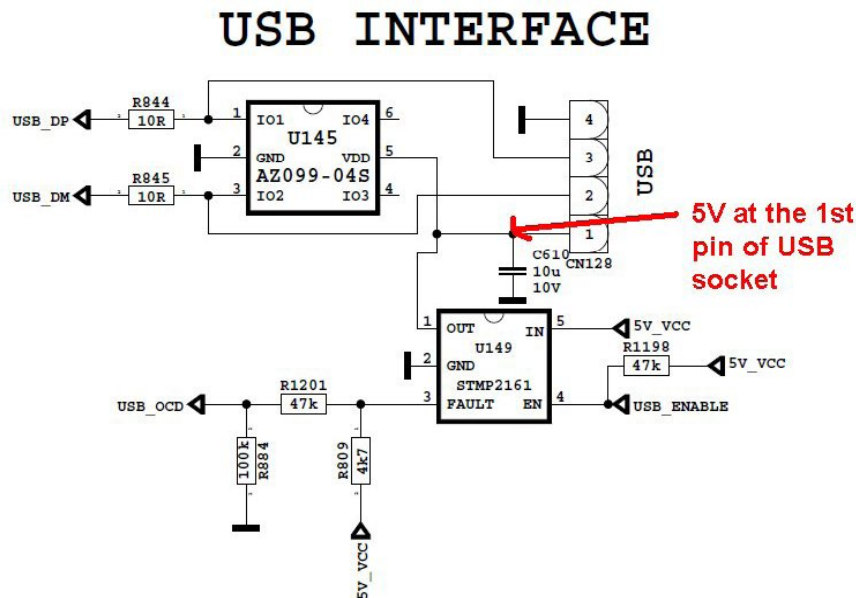 USB INTERFACE
R844
USB_DP
10R
1
IO1
IO4
6
U145
2
GND
VDD
5
AZ099-04S
R845
USB_DM
10R
3
IO2
IO3
4
4
3
2
1
USB
CN128
5V at the 1st
pin of USB
socket
C610
10u
10V
1
OUT
IN
5
5V_VCC
U149
R1198
2
GND
47k
5V_VCC
STMP2161
R1201
USB_OCD
47k
3
FAULT
EN
4
USB_ENABLE
100k
R884
R809
4k7
5V_VCC